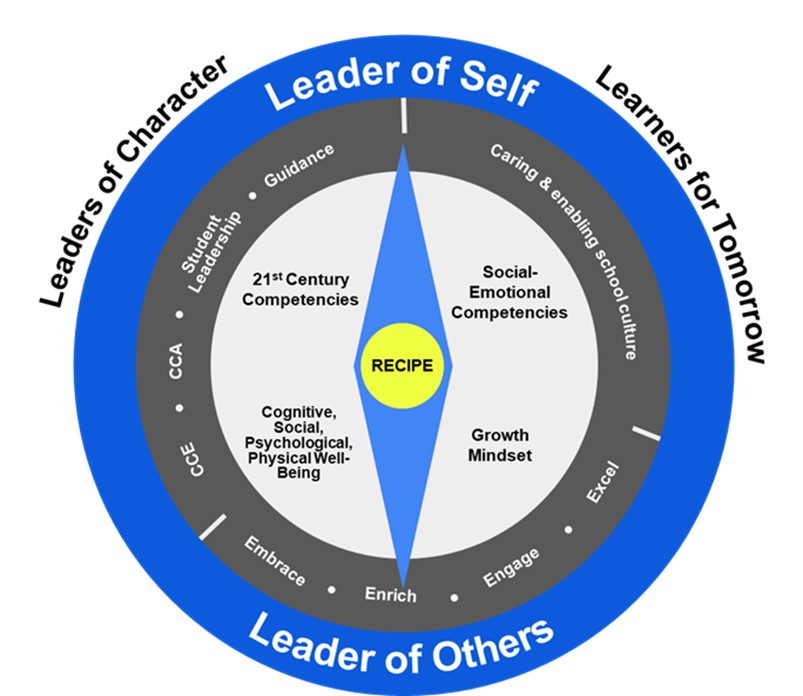 Leaders of Character
Learners for Tomorrow
Leader of Self
Guidance
Student
Leadership
CCA
CCE
Caring & enabling school culture
Excel
Engage
Enrich
Embrace
21st Century
Competencies
Social-
Emotional
Competencies
RECIPE
Cognitive,
Social,
Psychological,
Physical Well-
Being
Growth
Mindset
Leader of Others